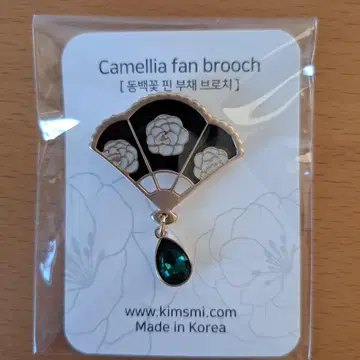 Camellia fan brooch
[ 동백꽃 핀 부채 브로치 ]
www.kimsmi.com
Made in Korea